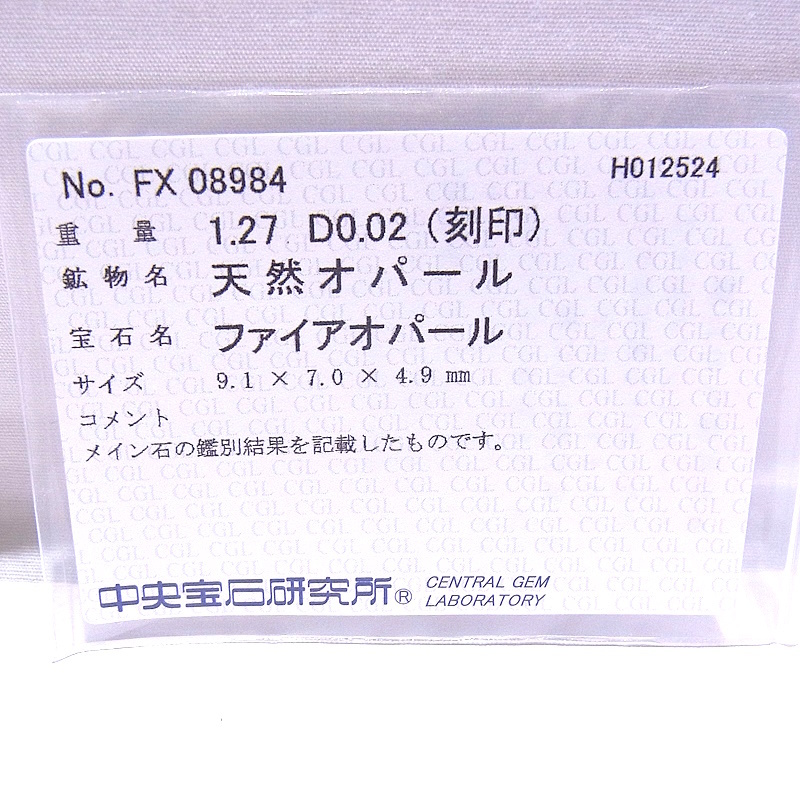 No. FX 08984 H012524
重量 1.27 D0.02 (刻印)
鉱物名 天然オパール
宝石名 ファイアオパール
サイズ 9.1 × 7.0 × 4.9 mm
コメント
メイン石の鑑別結果を記載したものです。
中央宝石研究所® CENTRAL GEM
LABORATORY